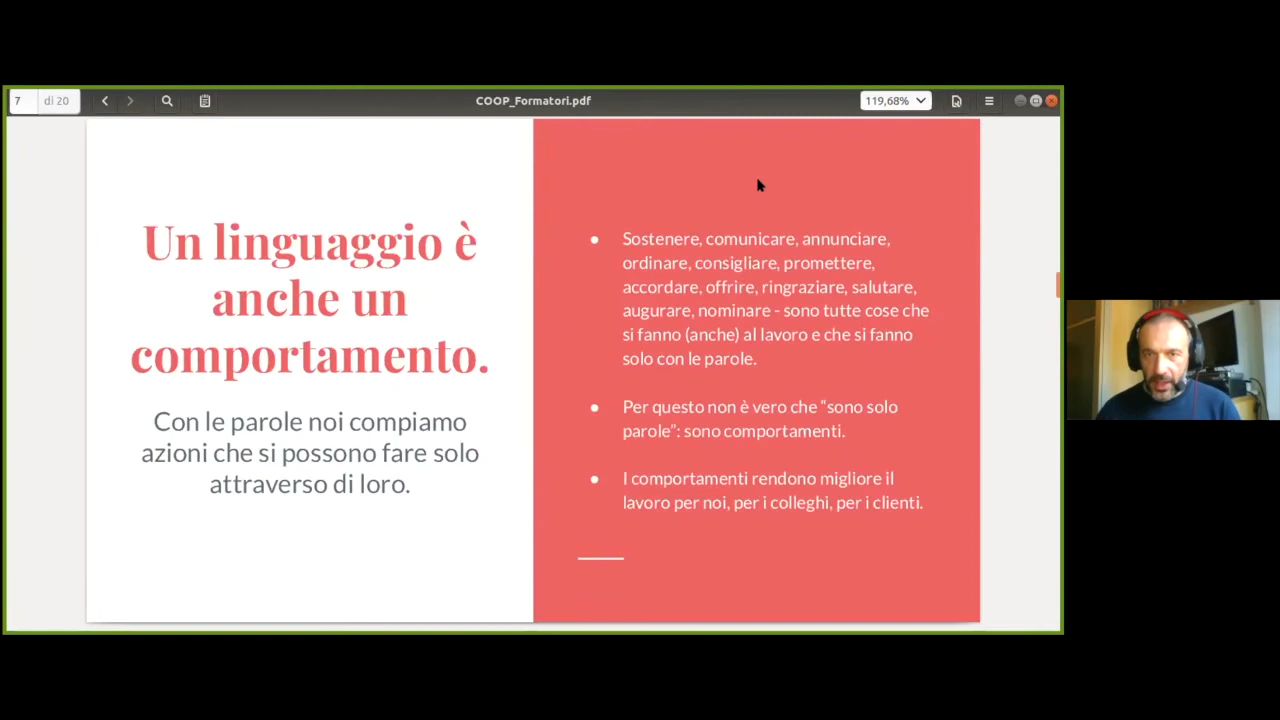 7 di 20
COOP_Formatori.pdf
119,68%
Un linguaggio è
anche un
comportamento.
Con le parole noi compiamo
azioni che si possono fare solo
attraverso di loro.
● Sostenere, comunicare, annunciare,
ordinare, consigliare, promettere,
accordare, offrire, ringraziare, salutare,
augurare, nominare - sono tutte cose che
si fanno (anche) al lavoro e che si fanno
solo con le parole.
● Per questo non è vero che “sono solo
parole”: sono comportamenti.
● I comportamenti rendono migliore il
lavoro per noi, per i colleghi, per i clienti.